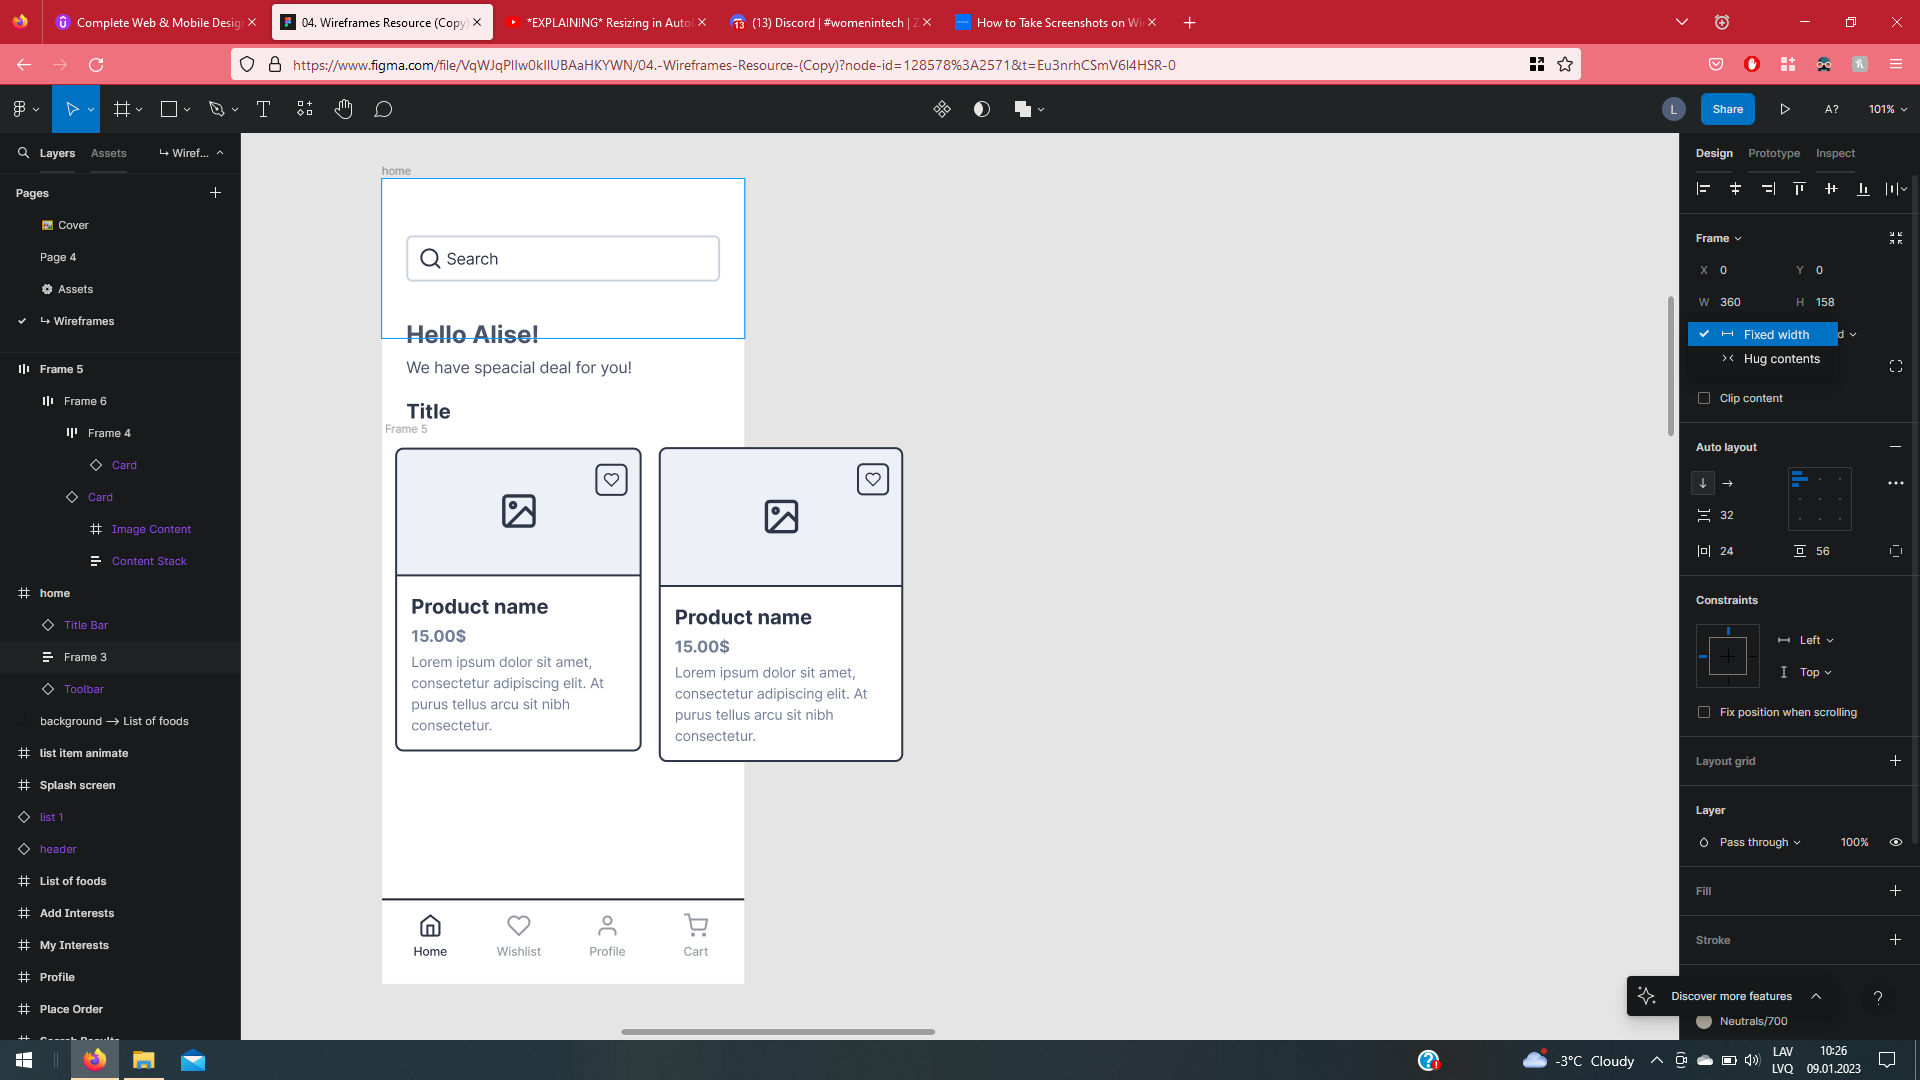 Complete Web & Mobile Desig
04. Wireframes Resource (Copy)
*EXPLAINING* Resizing in Auto
(13) Discord | #womenintech | Z
How to Take Screenshots on Wi
https://www.figma.com/file/VqWJqPlIw0kIlUBAaHKYWN/04.-Wireframes-Resource-(Copy)?node-id=128578%3A2571&t=Eu3nrhCSmV6l4HSR-0
L
Share
A?
101%
Layers
Assets
Wiref...
Pages
Cover
Page 4
Assets
Wireframes
Frame 5
Frame 6
Frame 4
Card
Card
Image Content
Content Stack
home
Title Bar
Frame 3
Toolbar
background --> List of foods
list item animate
Splash screen
list 1
header
List of foods
Add Interests
My Interests
Profile
Place Order
Search Results
home
Search
Hello Alise!
We have speacial deal for you!
Title
Frame 5
Product name
15.00$
Lorem ipsum dolor sit amet,
consectetur adipiscing elit. At
purus tellus arcu sit nibh
consectetur.
Product name
15.00$
Lorem ipsum dolor sit amet,
consectetur adipiscing elit. At
purus tellus arcu sit nibh
consectetur.
Home
Wishlist
Profile
Cart
Design
Prototype
Inspect
Frame
X 0
Y 0
W 360
H 158
Fixed width
d
Hug contents
Clip content
Auto layout
32
24
56
Constraints
Left
Top
Fix position when scrolling
Layout grid
Layer
Pass through
100%
Fill
Stroke
Discover more features
?
Neutrals/700
-3°C Cloudy
LAV
LVQ
10:26
09.01.2023